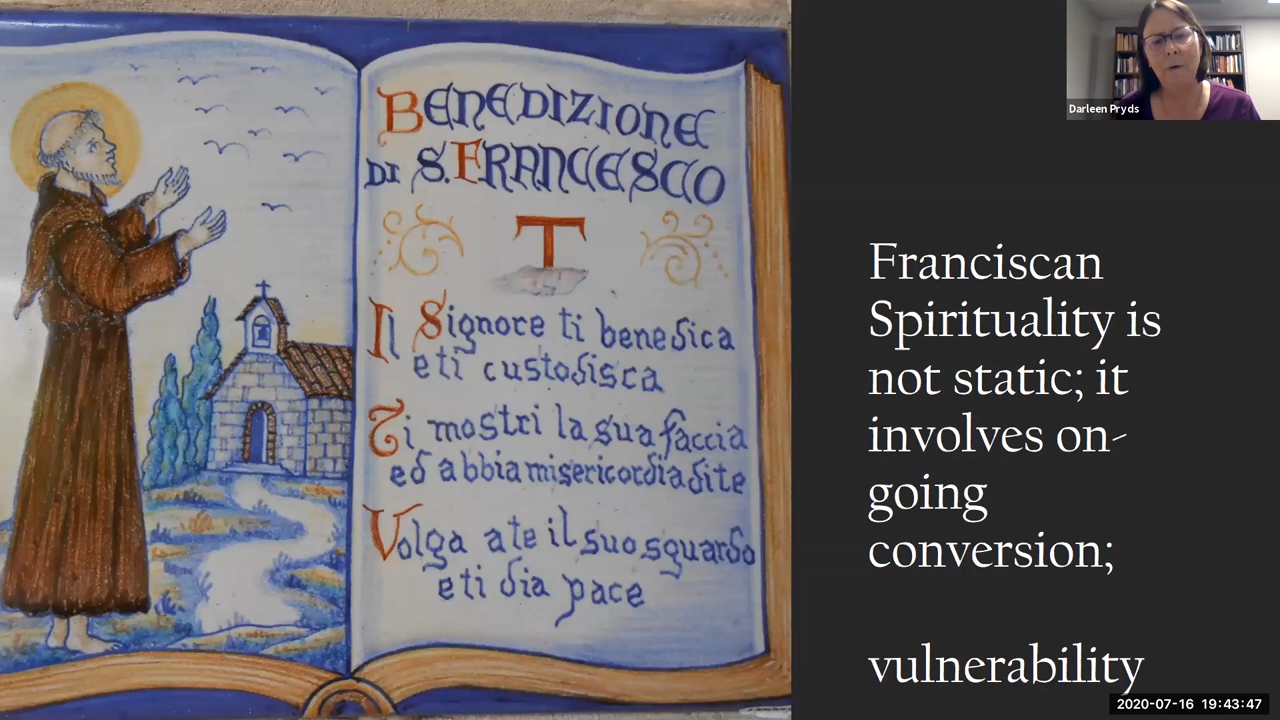 BENEDIZIONE
DI S. FRANCESCO
T
Il Signore ti benedica
e ti custodisca
Ti mostri la sua faccia
ed abbia misericordia di te
Volga a te il suo sguardo
e ti dia pace
Darleen Pryds
Franciscan
Spirituality is
not static; it
involves on-
going
conversion;
vulnerability
2020-07-16 19:43:47